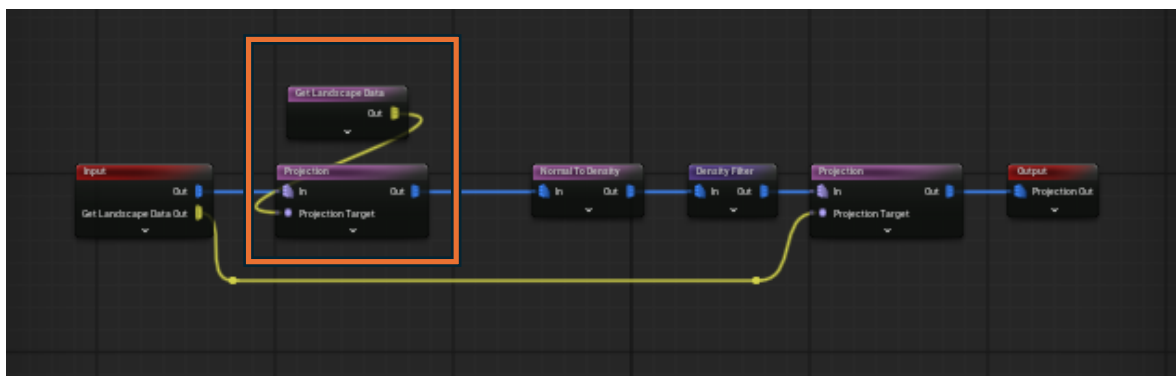 Get Landscape Data
Out
Input
Out
Get Landscape Data Out
Projection
In Out
Projection Target
Normal To Density
In Out
Density Filter
In Out
Projection
In Out
Projection Target
Output
Projection Out